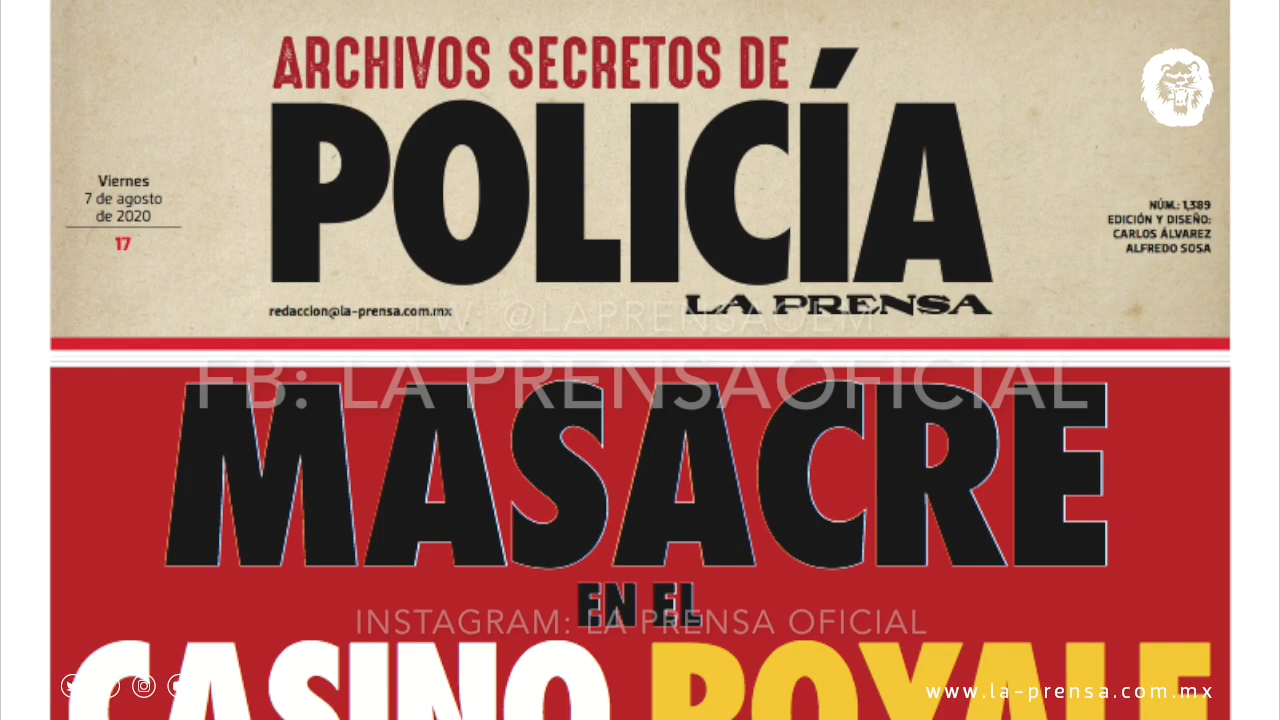 ARCHIVOS SECRETOS DE
POLICÍA
Viernes
7 de agosto
de 2020
17
NÚM.: 1,389
EDICIÓN Y DISEÑO:
CARLOS ÁLVAREZ
ALFREDO SOSA
redaccion@la-prensa.com.mx
LA PRENSA
@LAPRENSAOEM
FB: LA PRENSAOFICIAL
MASACRE
EN EL
INSTAGRAM: LA PRENSA OFICIAL
CASINO ROYALE
www.la-prensa.com.mx